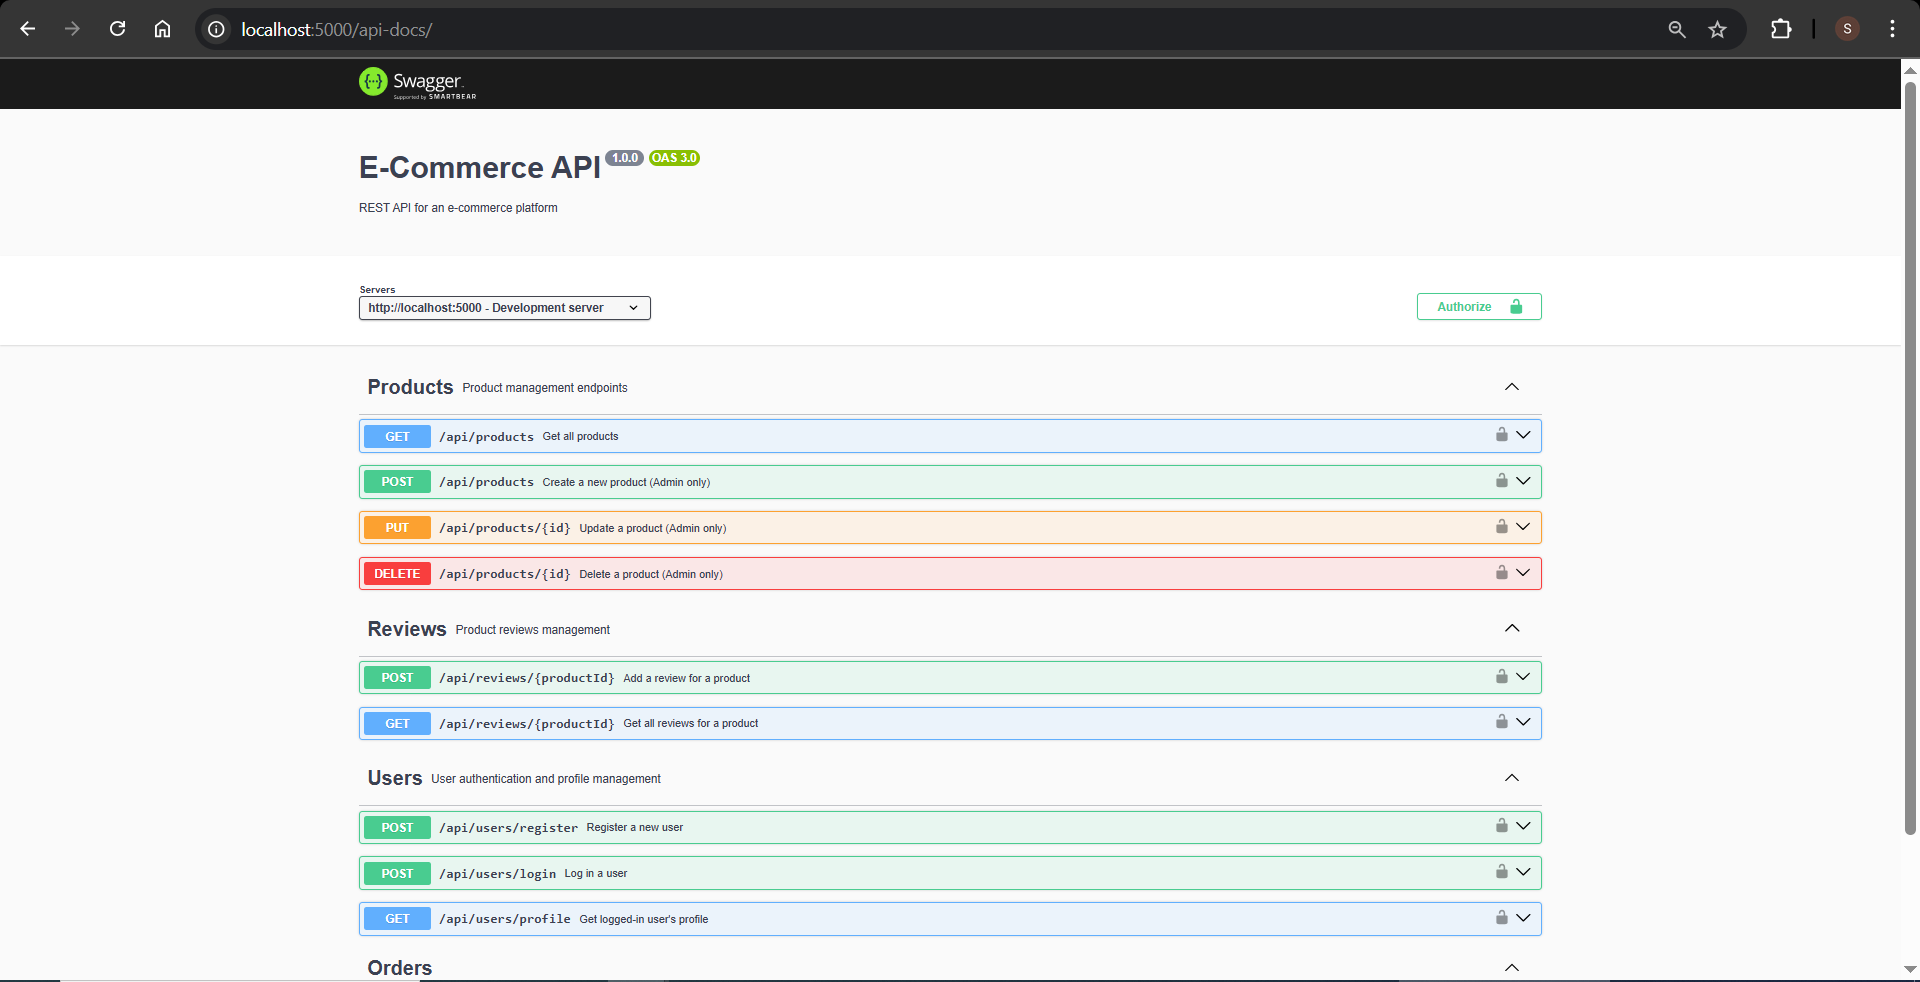 localhost:5000/api-docs/
S
Swagger.
Supported by SMARTBEAR
E-Commerce API 1.0.0 OAS 3.0
REST API for an e-commerce platform
Servers
http://localhost:5000 - Development server
Authorize
Products Product management endpoints
GET /api/products Get all products
POST /api/products Create a new product (Admin only)
PUT /api/products/{id} Update a product (Admin only)
DELETE /api/products/{id} Delete a product (Admin only)
Reviews Product reviews management
POST /api/reviews/{productId} Add a review for a product
GET /api/reviews/{productId} Get all reviews for a product
Users User authentication and profile management
POST /api/users/register Register a new user
POST /api/users/login Log in a user
GET /api/users/profile Get logged-in user's profile
Orders